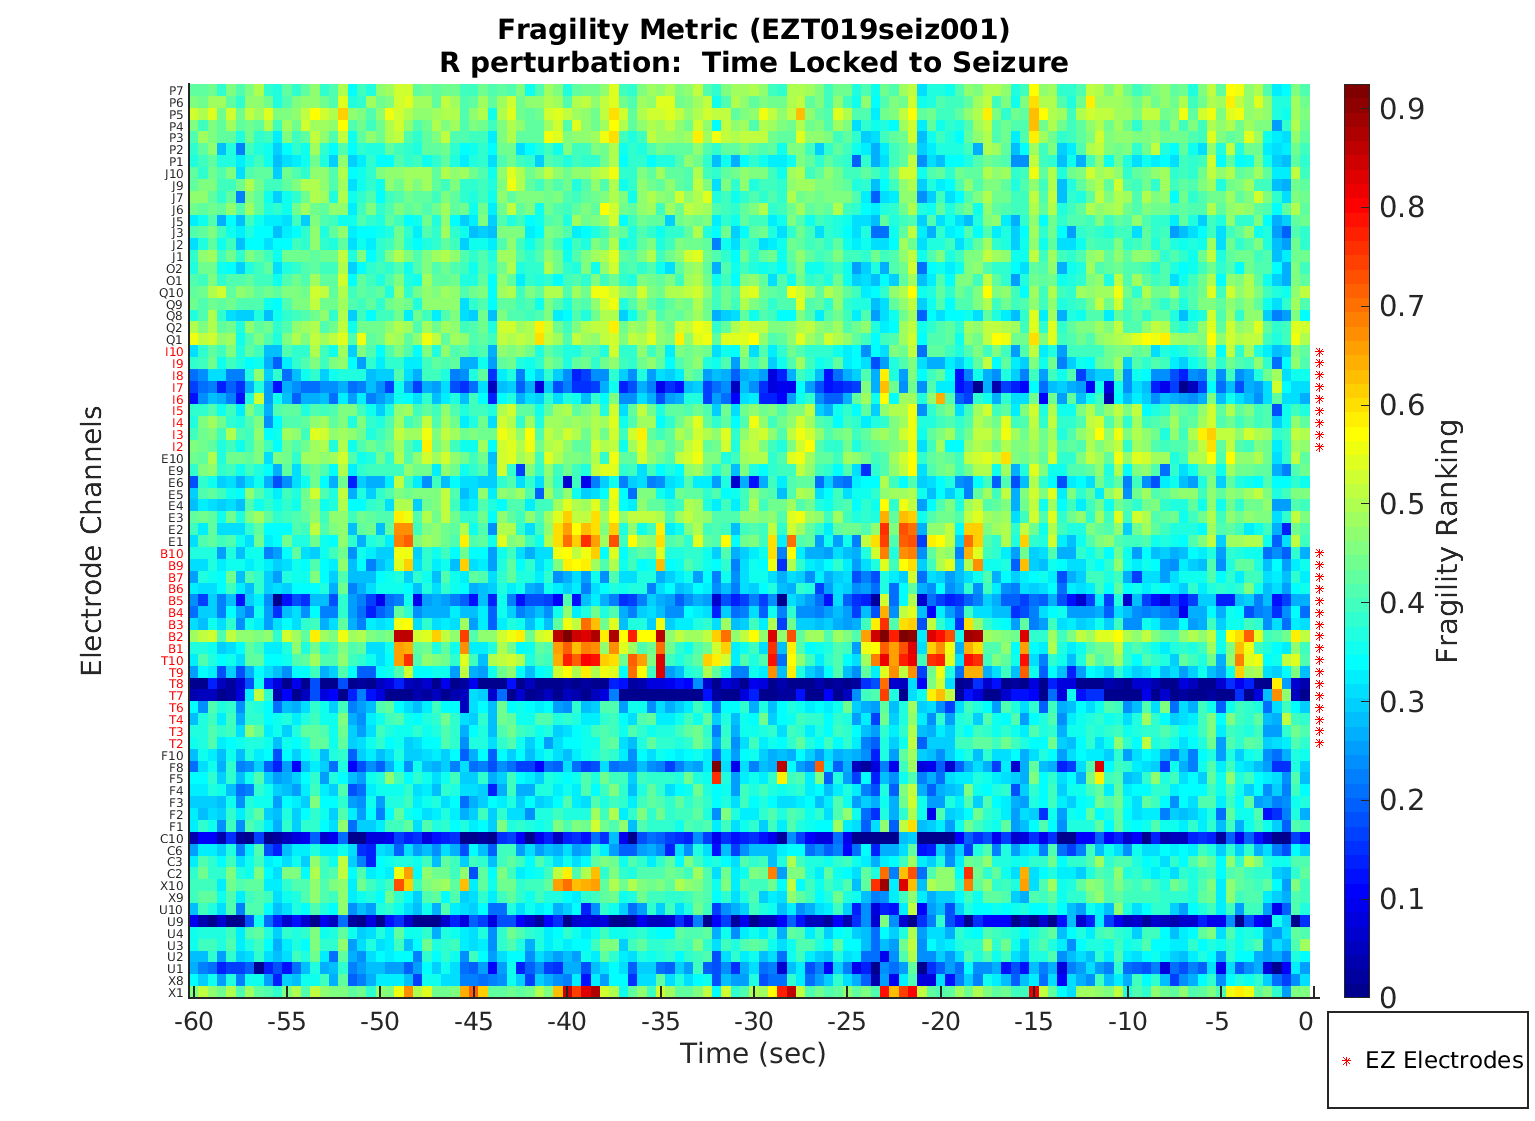 Fragility Metric (EZT019seiz001)
R perturbation:  Time Locked to Seizure
Electrode Channels
P7
P6
P5
P4
P3
P2
P1
J10
J9
J7
J6
J5
J3
J2
J1
O2
O1
Q10
Q9
Q8
Q2
Q1
I10
I9
I8
I7
I6
I5
I4
I3
I2
E10
E9
E6
E5
E4
E3
E2
E1
B10
B9
B7
B6
B5
B4
B3
B2
B1
T10
T9
T8
T7
T6
T4
T3
T2
F10
F8
F5
F4
F3
F2
F1
C10
C6
C3
C2
X10
X9
U10
U9
U4
U3
U2
U1
X8
X1
-60 -55 -50 -45 -40 -35 -30 -25 -20 -15 -10 -5 0
Time (sec)
0.9
0.8
0.7
0.6
0.5
0.4
0.3
0.2
0.1
0
Fragility Ranking
* EZ Electrodes